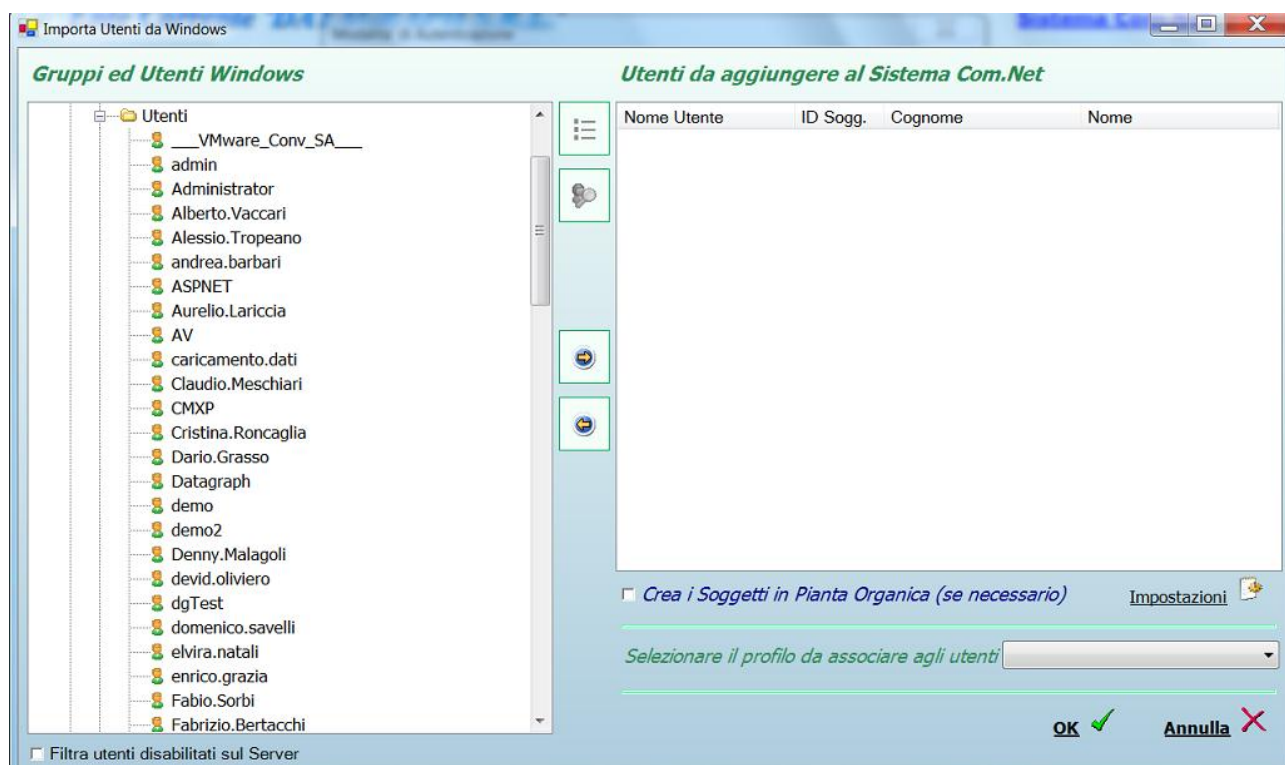 Importa Utenti da Windows
Gruppi ed Utenti Windows
Utenti
___VMware_Conv_SA___
admin
Administrator
Alberto.Vaccari
Alessio.Tropeano
andrea.barbari
ASPNET
Aurelio.Lariccia
AV
caricamento.dati
Claudio.Meschiari
CMXP
Cristina.Roncaglia
Dario.Grasso
Datagraph
demo
demo2
Denny.Malagoli
devid.oliviero
dgTest
domenico.savelli
elvira.natali
enrico.grazia
Fabio.Sorbi
Fabrizio.Bertacchi
Filtra utenti disabilitati sul Server
Utenti da aggiungere al Sistema Com.Net
Nome Utente ID Sogg. Cognome Nome
Crea i Soggetti in Pianta Organica (se necessario) Impostazioni
Selezionare il profilo da associare agli utenti
OK Annulla